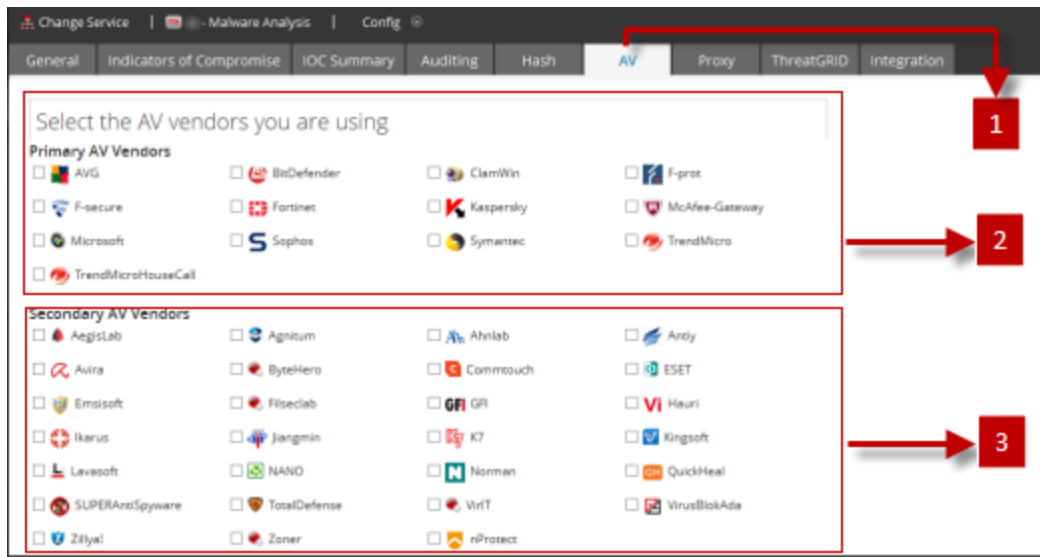 Change Service | - Malware Analysis | Config
General Indicators of Compromise IOC Summary Auditing Hash AV Proxy ThreatGRID Integration
1
Select the AV vendors you are using
Primary AV Vendors
AVG BitDefender ClamWin F-prot
F-secure Fortinet Kaspersky McAfee-Gateway
Microsoft Sophos Symantec TrendMicro
2
TrendMicroHouseCall
Secondary AV Vendors
AegisLab Agnitum Ahnlab Antiy
Avira ByteHero Commtouch ESET
Emsisoft Filseclab GFI GFI Vi Hauri
Ikarus Jiangmin K7 Kingsoft
3
Lavasoft NANO Norman QuickHeal
SUPERAntiSpyware TotalDefense VirIT VirusBlokAda
Zillya! Zoner nProtect